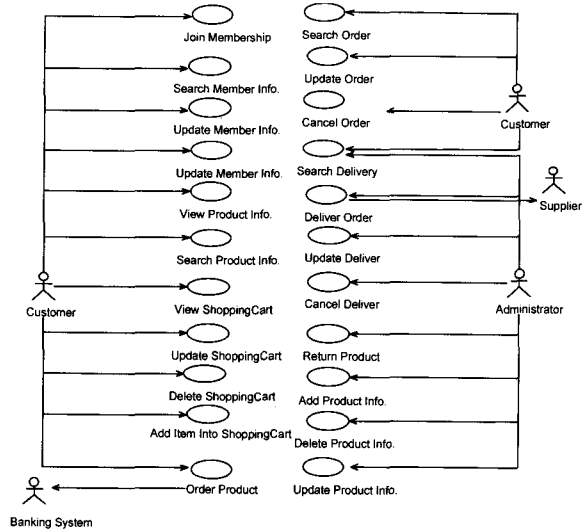 Join Membership
Search Order
Search Member Info.
Update Order
Update Member Info.
Cancel Order
Customer
Update Member Info.
Search Delivery
View Product Info.
Deliver Order
Supplier
Search Product Info.
Update Deliver
Customer
View ShoppingCart
Cancel Deliver
Administrator
Update ShoppingCart
Return Product
Delete ShoppingCart
Add Product Info.
Add Item Into ShoppingCart
Delete Product Info.
Order Product
Update Product Info.
Banking System